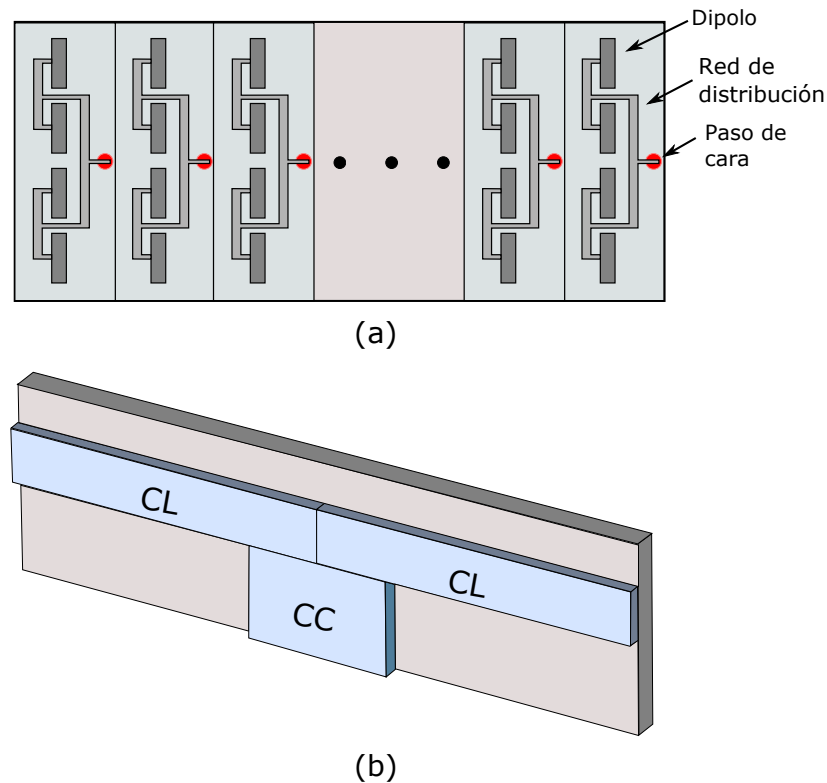 Dipolo
Red de
distribución
Paso de
cara
(a)
CL
CL
CC
(b)